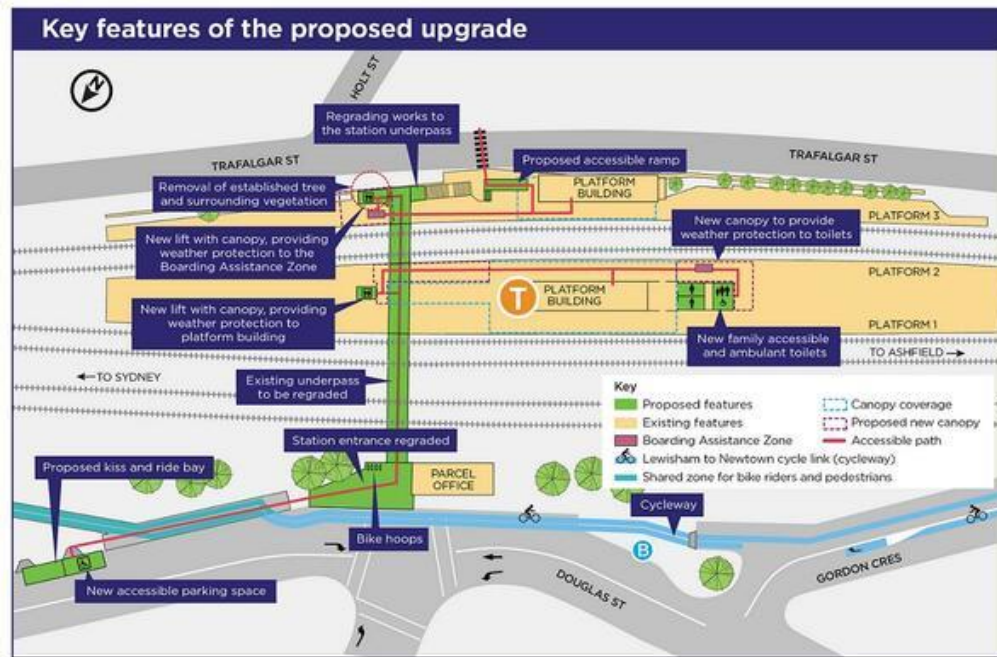 Key features of the proposed upgrade
N
HOLT ST
Regrading works to
the station underpass
TRAFALGAR ST
TRAFALGAR ST
Proposed accessible ramp
Removal of established tree
and surrounding vegetation
PLATFORM
BUILDING
PLATFORM 3
New canopy to provide
weather protection to toilets
New lift with canopy, providing
weather protection to the
Boarding Assistance Zone
PLATFORM 2
T
PLATFORM
BUILDING
New lift with canopy, providing
weather protection to
platform building
PLATFORM 1
New family accessible
and ambulant toilets
TO ASHFIELD
TO SYDNEY
Existing underpass
to be regraded
Key
Proposed features
Existing features
Boarding Assistance Zone
Lewisham to Newtown cycle link (cycleway)
Shared zone for bike riders and pedestrians
Canopy coverage
Proposed new canopy
Accessible path
Station entrance regraded
Proposed kiss and ride bay
PARCEL
OFFICE
Cycleway
Bike hoops
B
New accessible parking space
DOUGLAS ST
GORDON CRES